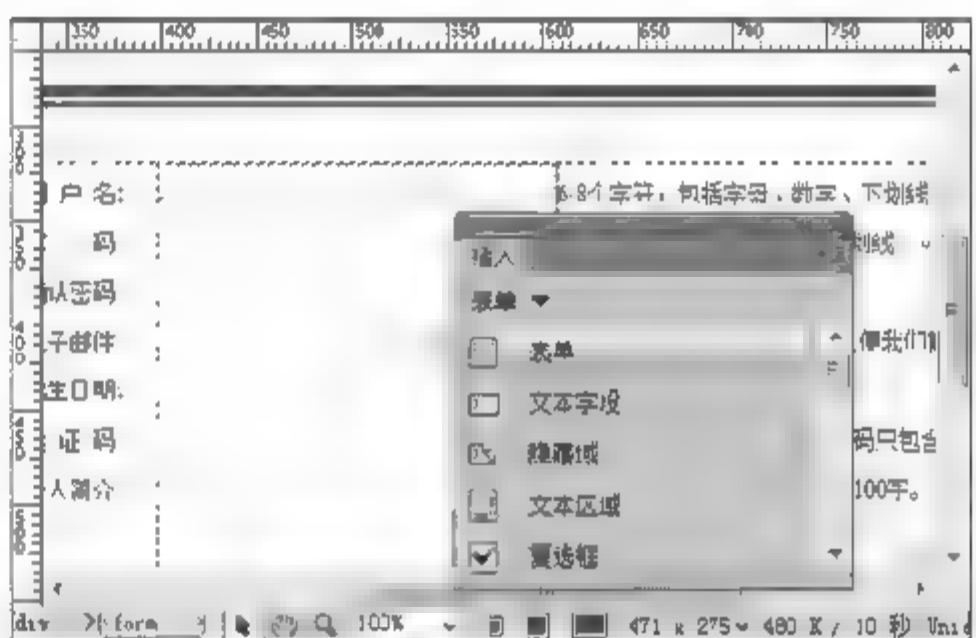 350 400 450 500 550 600 650 700 750 800
户 名: 6-8个字符，包括字母、数字、下划线
码 划线 。
认密码
子邮件 便我们
生日期:
证 码 码只包含
人简介 100字。
插入
表单
表单
文本字段
隐藏域
文本区域
复选框
form 100% 471 x 275 480 K / 10 秒